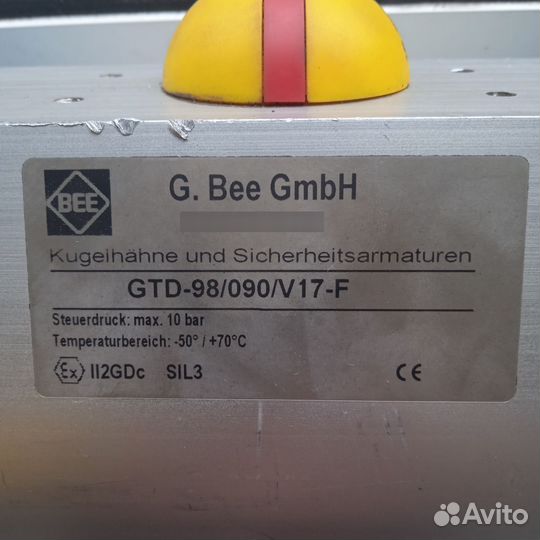 BEE
G. Bee GmbH
Kugelhähne und Sicherheitsarmaturen
GTD-98/090/V17-F
Steuerdruck: max. 10 bar
Temperaturbereich: -50° / +70°C
Ex II2GDc SIL3 CE
Avito